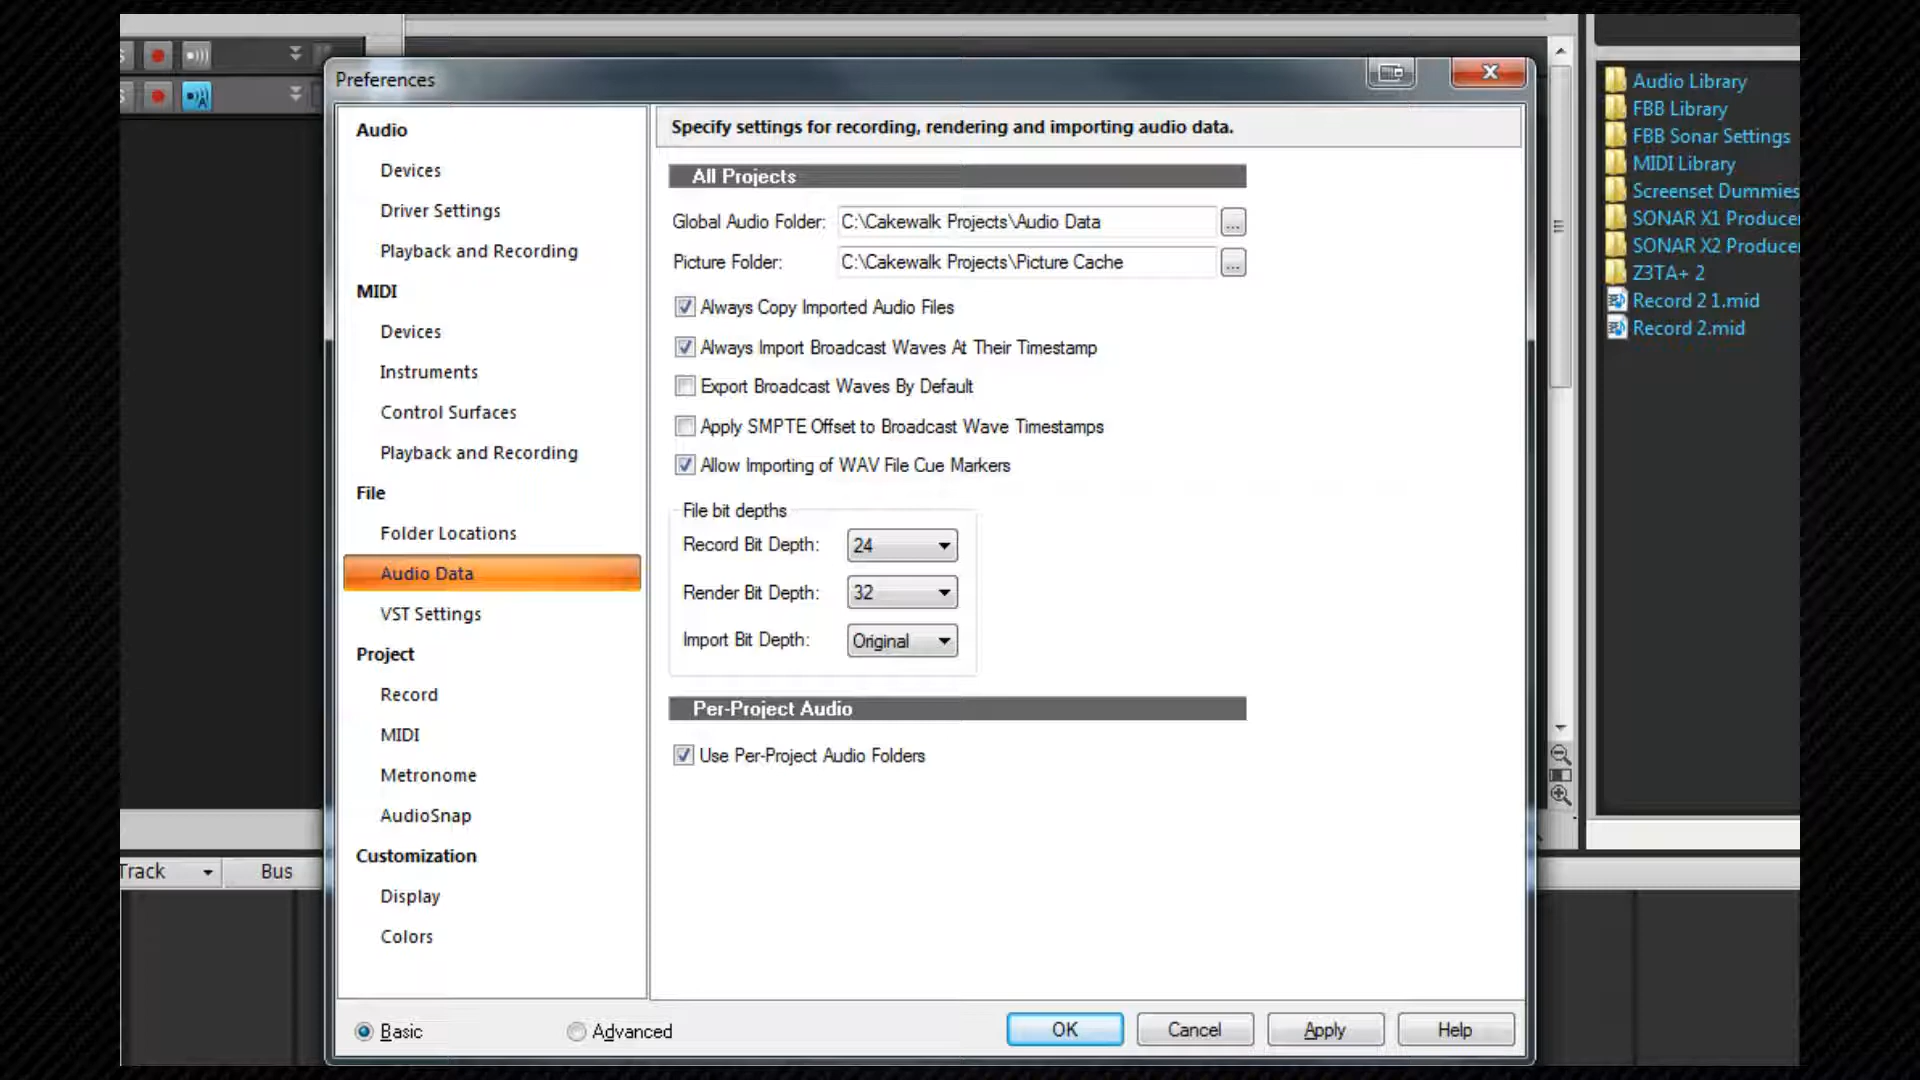 Preferences
Audio
Devices
Driver Settings
Playback and Recording
MIDI
Devices
Instruments
Control Surfaces
Playback and Recording
File
Folder Locations
Audio Data
VST Settings
Project
Record
MIDI
Metronome
AudioSnap
Customization
Display
Colors
Basic
Advanced
Specify settings for recording, rendering and importing audio data.
All Projects
Global Audio Folder: C:\Cakewalk Projects\Audio Data ...
Picture Folder: C:\Cakewalk Projects\Picture Cache ...
Always Copy Imported Audio Files
Always Import Broadcast Waves At Their Timestamp
Export Broadcast Waves By Default
Apply SMPTE Offset to Broadcast Wave Timestamps
Allow Importing of WAV File Cue Markers
File bit depths
Record Bit Depth: 24
Render Bit Depth: 32
Import Bit Depth: Original
Per-Project Audio
Use Per-Project Audio Folders
OK Cancel Apply Help
Audio Library
FBB Library
FBB Sonar Settings
MIDI Library
Screenset Dummies
SONAR X1 Producer
SONAR X2 Producer
Z3TA+ 2
Record 2 1.mid
Record 2.mid
Track Bus